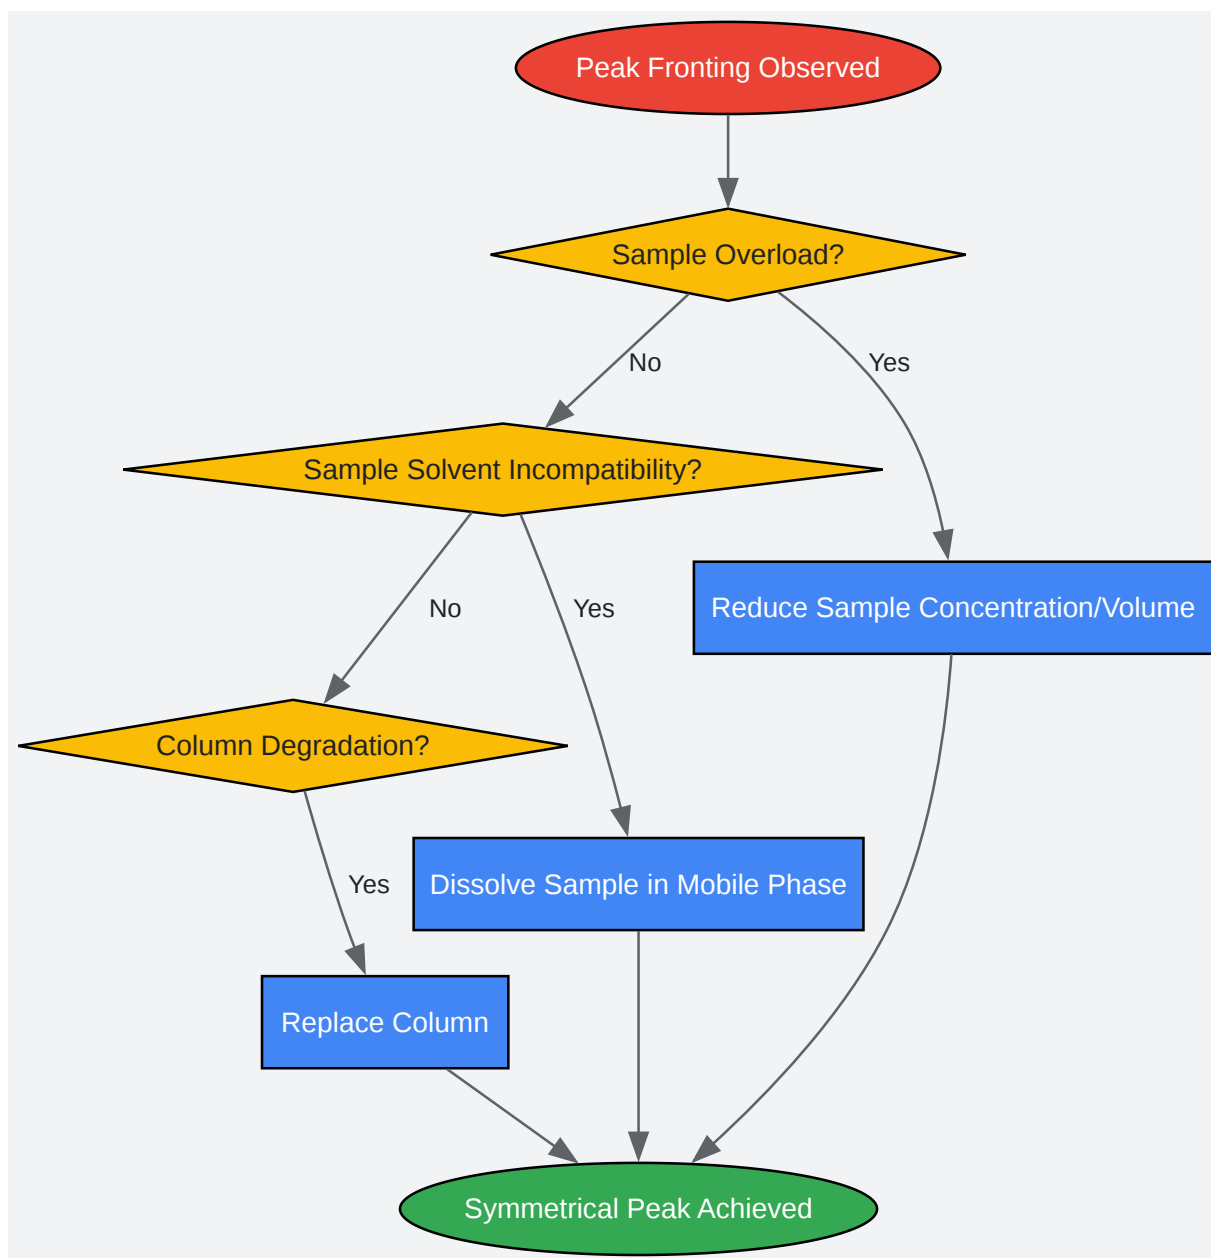 Peak Fronting Observed
Sample Overload?
No
Yes
Sample Solvent Incompatibility?
No
Yes
Reduce Sample Concentration/Volume
Column Degradation?
Yes
Dissolve Sample in Mobile Phase
Replace Column
Symmetrical Peak Achieved